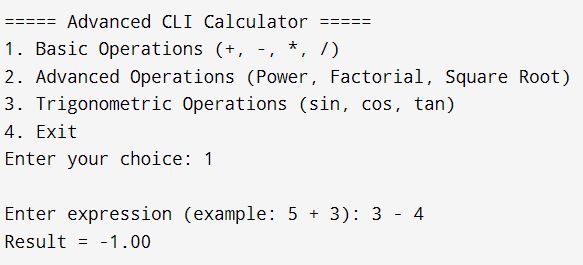 ===== Advanced CLI Calculator =====
1. Basic Operations (+, -, *, /)
2. Advanced Operations (Power, Factorial, Square Root)
3. Trigonometric Operations (sin, cos, tan)
4. Exit
Enter your choice: 1

Enter expression (example: 5 + 3): 3 - 4
Result = -1.00